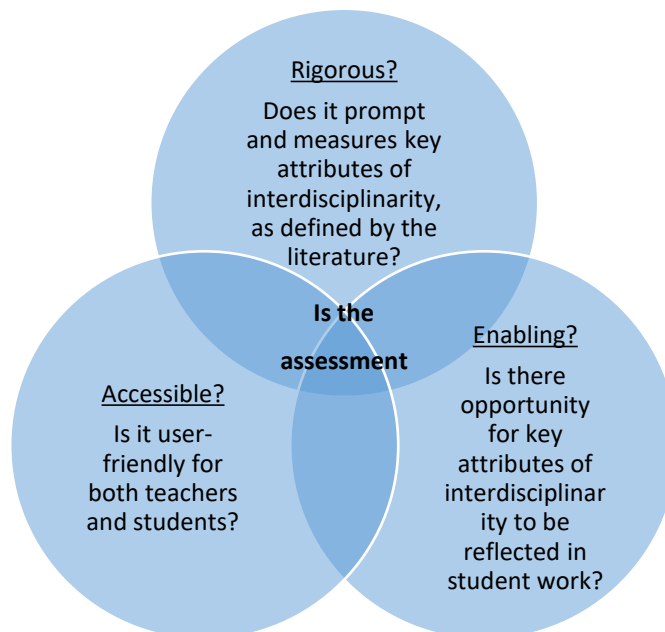 Rigorous?
Does it prompt
and measures key
attributes of
interdisciplinarity,
as defined by the
literature?
Is the
assessment
Accessible?
Is it user-
friendly for
both teachers
and students?
Enabling?
Is there
opportunity
for key
attributes of
interdisciplinar
ity to be
reflected in
student work?